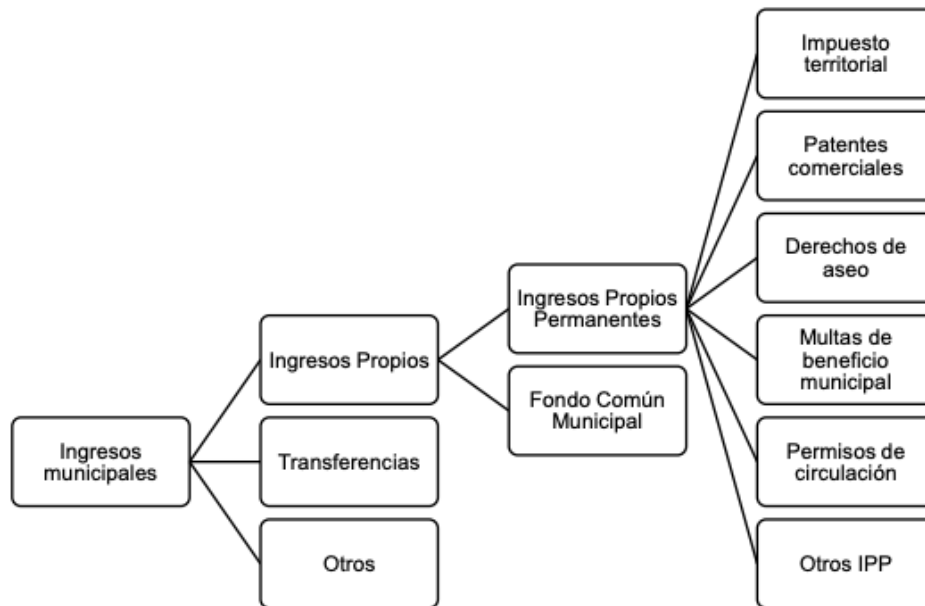 Impuesto
territorial
Patentes
comerciales
Derechos de
aseo
Ingresos Propios
Permanentes
Multas de
beneficio
municipal
Ingresos Propios
Fondo Común
Municipal
Ingresos
municipales
Transferencias
Permisos de
circulación
Otros
Otros IPP